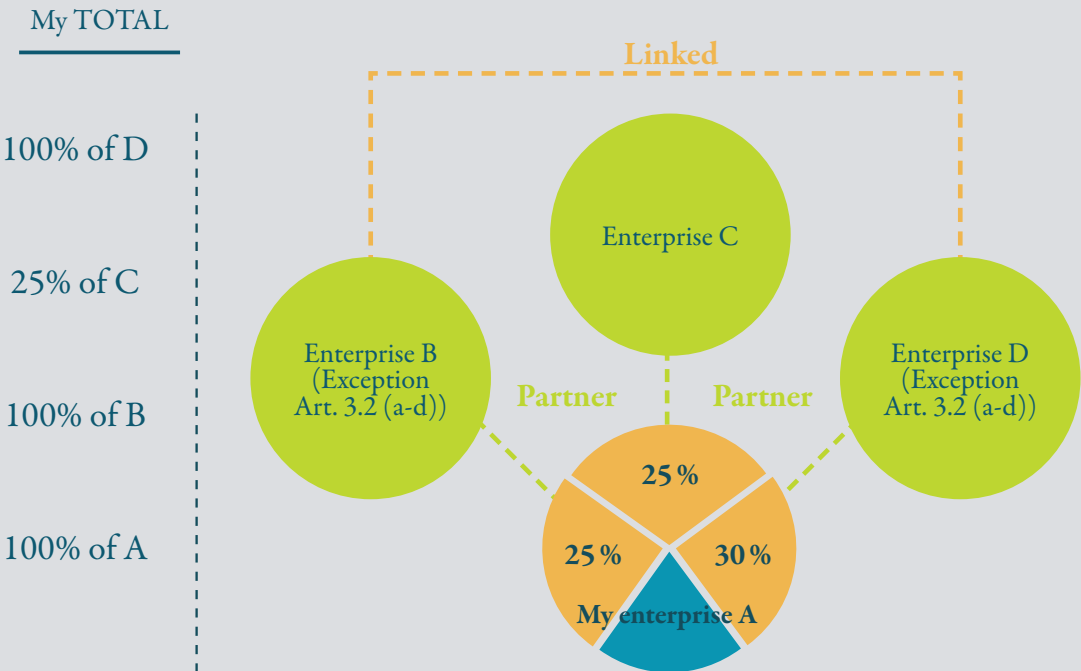 My TOTAL
100% of D
25% of C
100% of B
100% of A
Linked
Enterprise C
Enterprise B
(Exception
Art. 3.2 (a-d))
Enterprise D
(Exception
Art. 3.2 (a-d))
Partner
Partner
25 %
25 %
30 %
My enterprise A